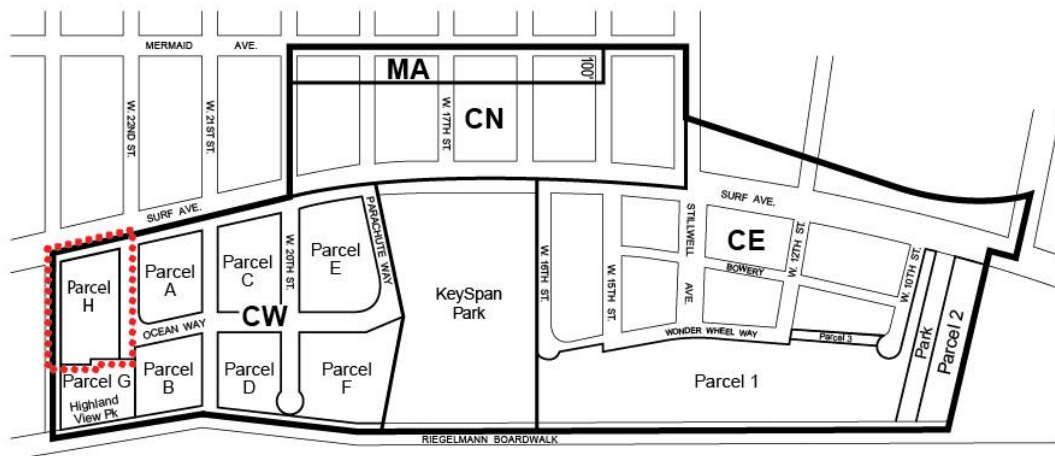 MERMAID AVE.
MA
100'
CN
W. 22ND ST.
W. 21ST ST.
W. 17TH ST.
SURF AVE.
SURF AVE.
Parcel
H
Parcel
A
Parcel
C
W. 20TH ST.
Parcel
E
PARACHUTE WAY
KeySpan
Park
W. 16TH ST.
W. 15TH ST.
STILLWELL
AVE.
CE
BOWERY
W. 12TH ST.
W. 10TH ST.
OCEAN WAY
CW
WONDER WHEEL WAY
Parcel 3
Park
Parcel 2
Parcel G
Highland
View Pk
Parcel
B
Parcel
D
Parcel
F
Parcel 1
RIEGELMANN BOARDWALK